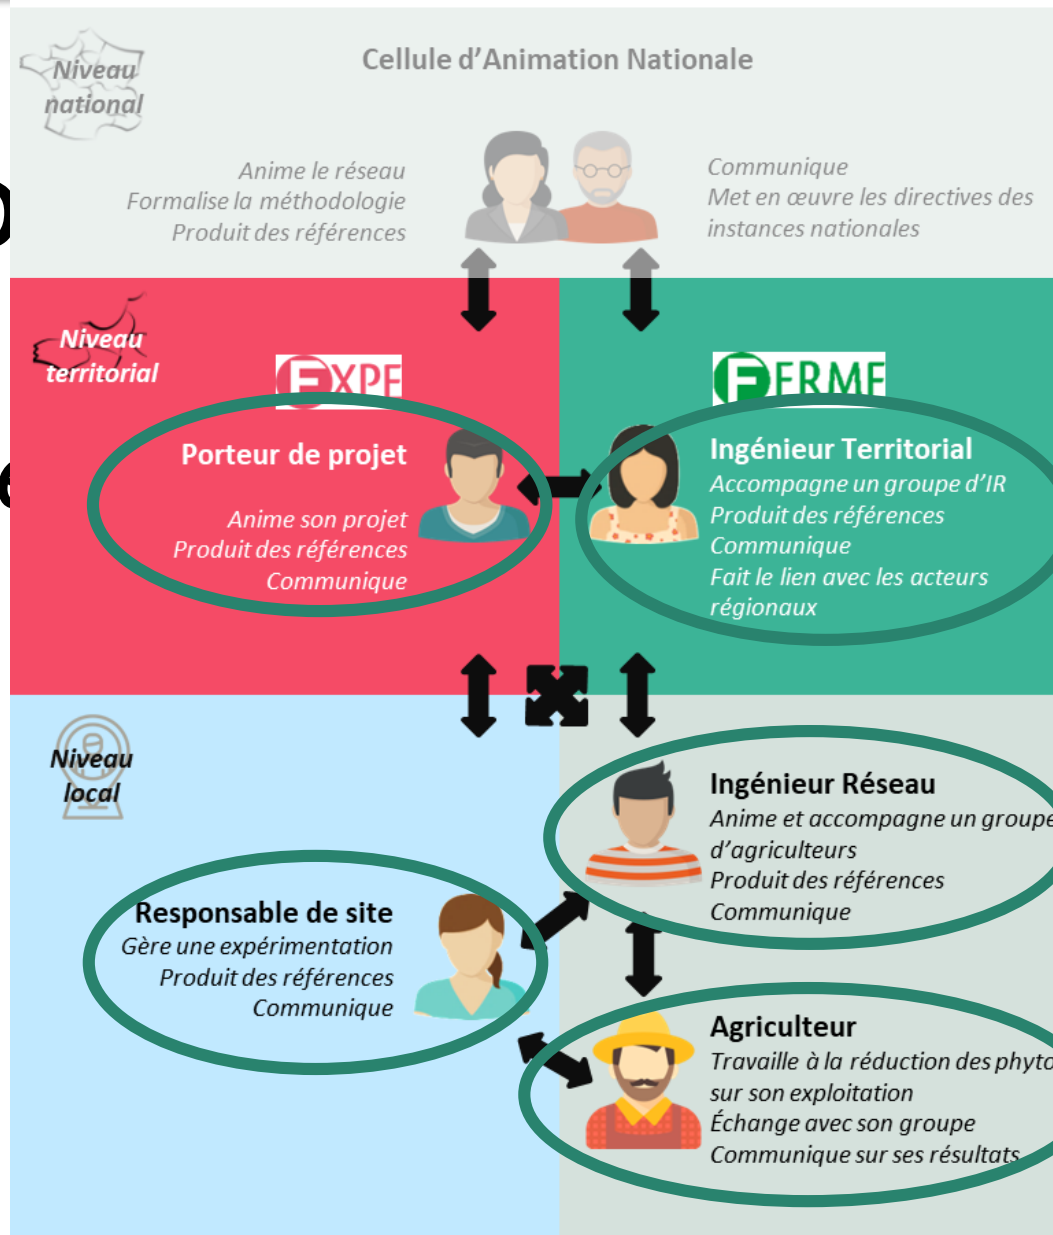 Niveau
national
Cellule d’Animation Nationale
Anime le réseau
Formalise la méthodologie
Produit des références
Communique
Met en œuvre les directives des
instances nationales
Niveau
territorial
EXPE
FERME
Porteur de projet
Anime son projet
Produit des références
Communique
Ingénieur Territorial
Accompagne un groupe d’IR
Produit des références
Communique
Fait le lien avec les acteurs
régionaux
Niveau
local
Ingénieur Réseau
Anime et accompagne un groupe
d’agriculteurs
Produit des références
Communique
Responsable de site
Gère une expérimentation
Produit des références
Communique
Agriculteur
Travaille à la réduction des phyto
sur son exploitation
Échange avec son groupe
Communique sur ses résultats